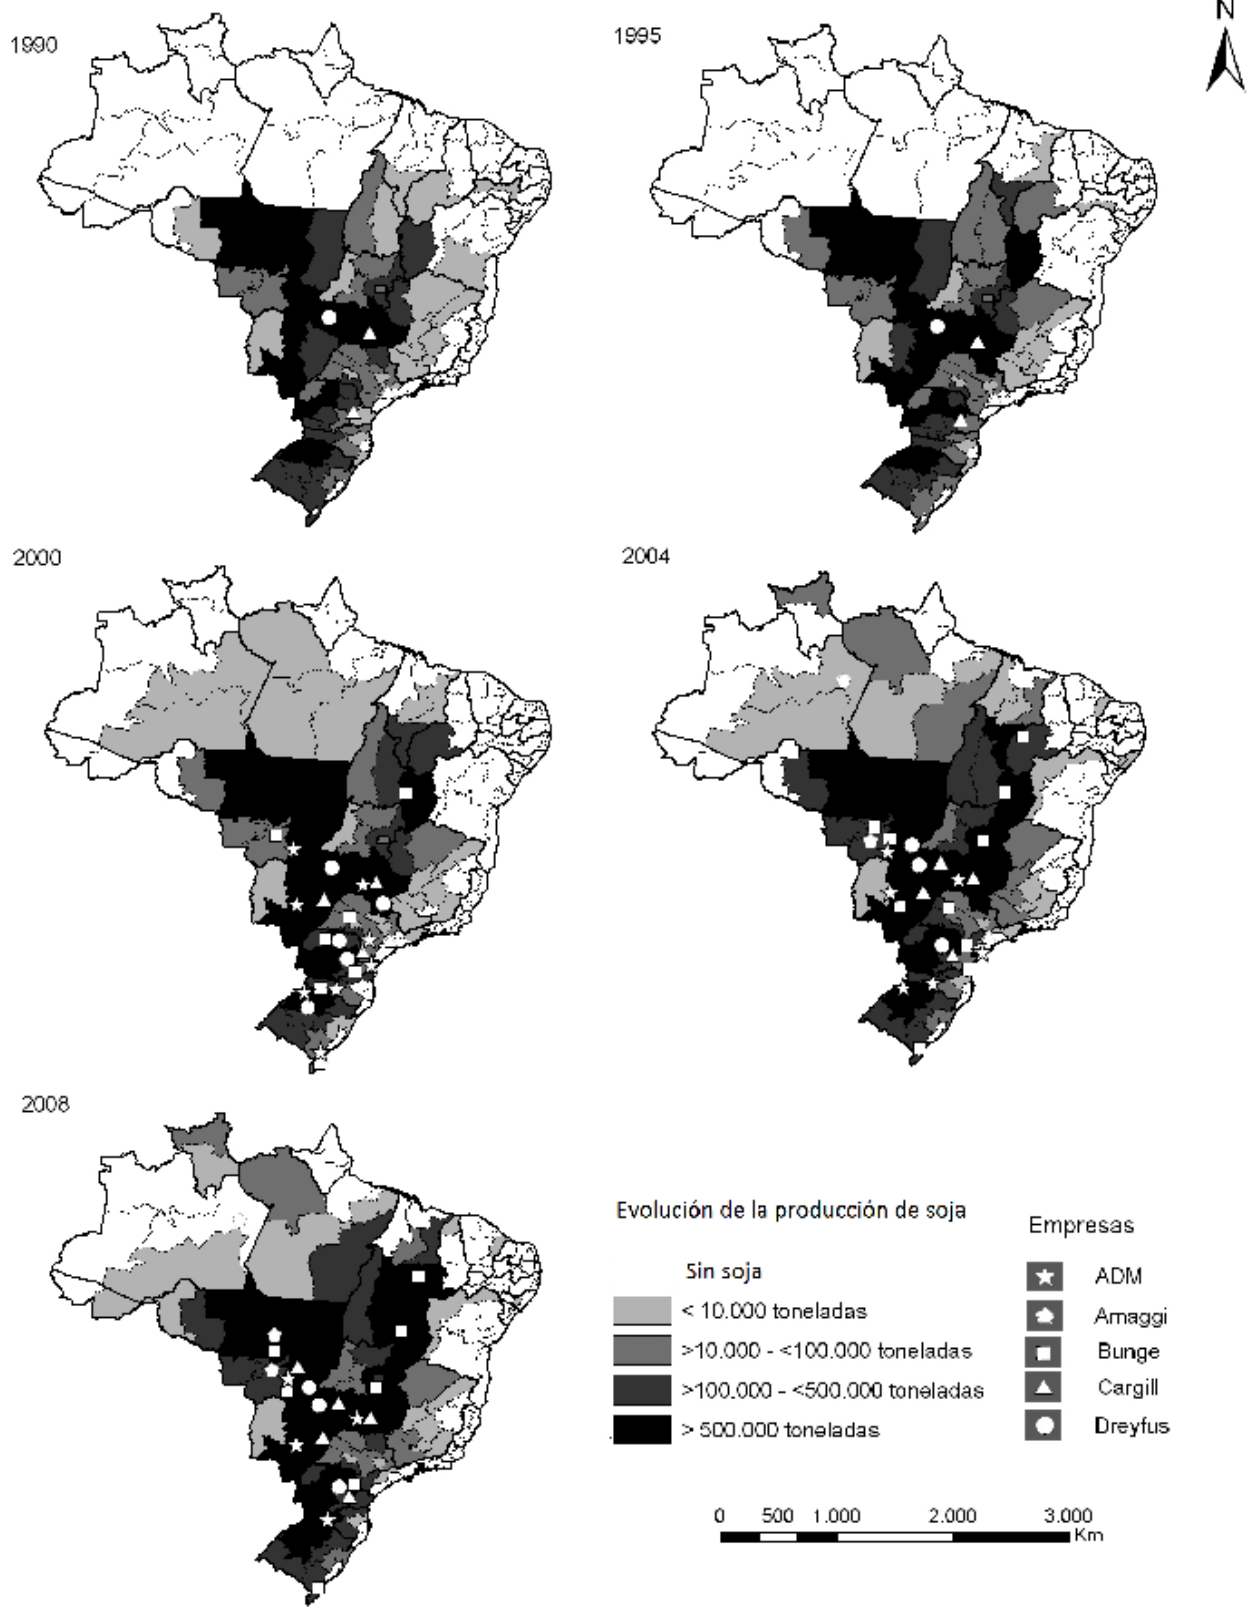 N
1990
1995
2000
2004
2008
Evolución de la producción de soja
Sin soja
< 10.000 toneladas
>10.000 - <100.000 toneladas
>100.000 - <500.000 toneladas
> 500.000 toneladas
Empresas
ADM
Amaggi
Bunge
Cargill
Dreyfus
0 500 1.000 2.000 3.000
Km